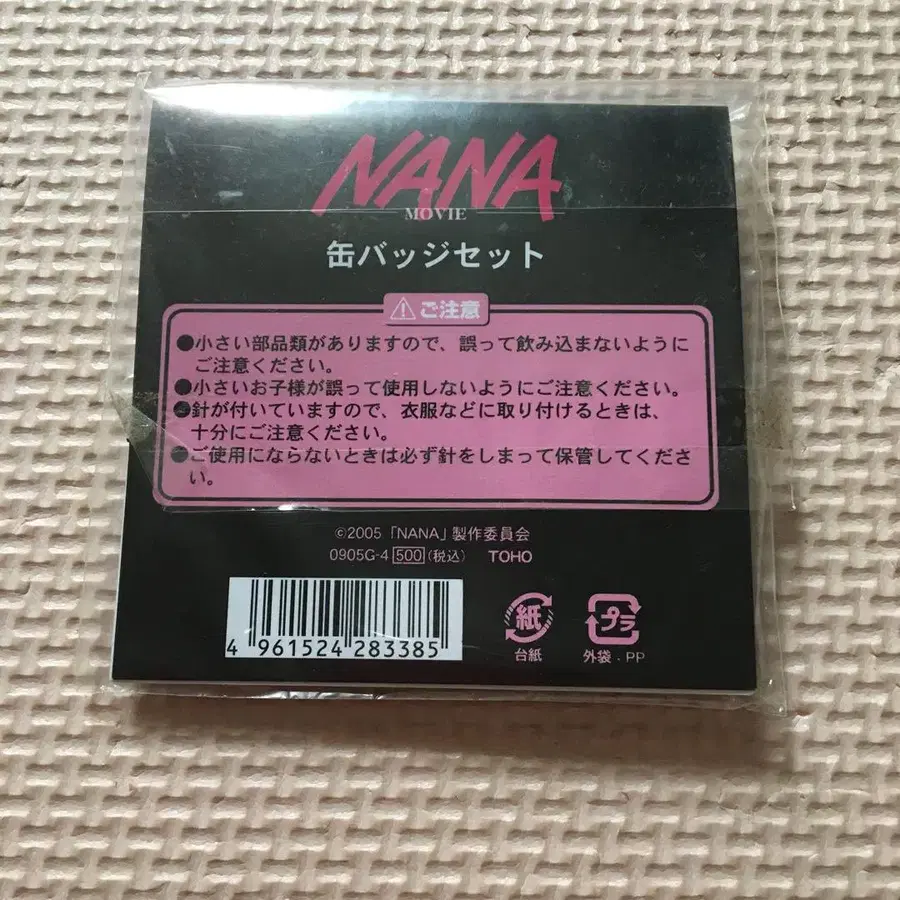 NANA
MOVIE
缶バッジセット
⚠ご注意
●小さい部品類がありますので、誤って飲み込まないように
ご注意ください。
●小さいお子様が誤って使用しないようにご注意ください。
●針が付いていますので、衣服などに取り付けるときは、
十分にご注意ください。
●ご使用にならないときは必ず針をしまって保管してくださ
い。
©2005「NANA」製作委員会
0905G-4 500 (税込) TOHO
4 961524 283385
紙 プラ
台紙 外袋.PP